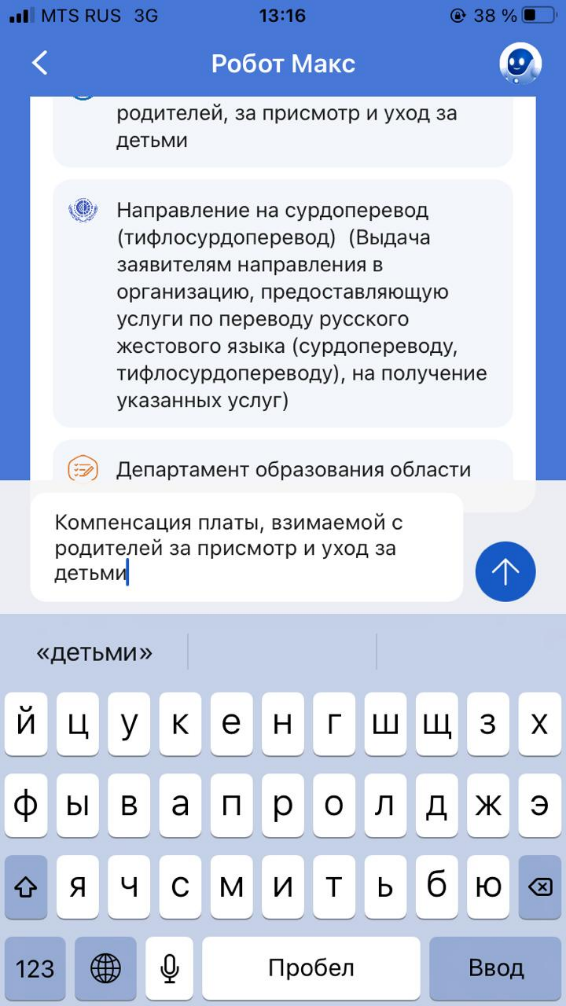 MTS RUS 3G 13:16 38 %
Робот Макс
родителей, за присмотр и уход за
детьми
Направление на сурдоперевод
(тифлосурдоперевод) (Выдача
заявителям направления в
организацию, предоставляющую
услуги по переводу русского
жестового языка (сурдопереводу,
тифлосурдопереводу), на получение
указанных услуг)
Департамент образования области
Компенсация платы, взимаемой с
родителей за присмотр и уход за
детьми
«детьми»
й ц у к е н г ш щ з х
ф ы в а п р о л д ж э
я ч с м и т ь б ю
123 Пробел Ввод